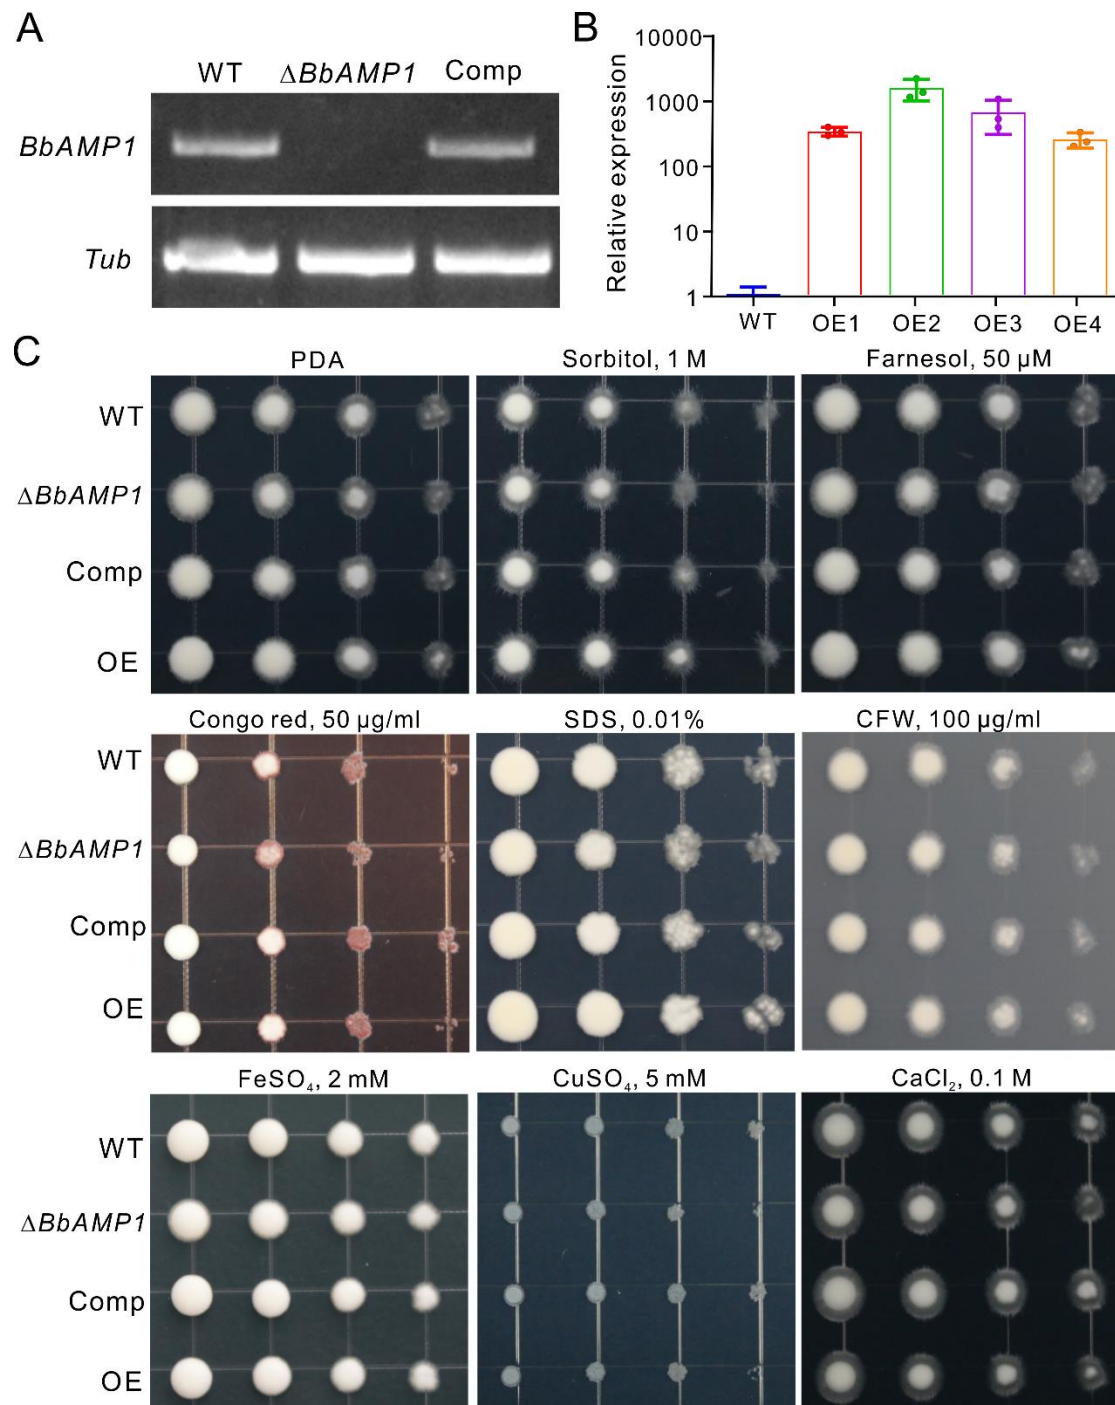 A
WT ΔBbAMP1 Comp
BbAMP1
Tub
B
Relative expression
10000
1000
100
10
1
WT OE1 OE2 OE3 OE4
C
PDA Sorbitol, 1 M Farnesol, 50 µM
WT
ΔBbAMP1
Comp
OE
Congo red, 50 µg/ml SDS, 0.01% CFW, 100 µg/ml
WT
ΔBbAMP1
Comp
OE
FeSO₄, 2 mM CuSO₄, 5 mM CaCl₂, 0.1 M
WT
ΔBbAMP1
Comp
OE